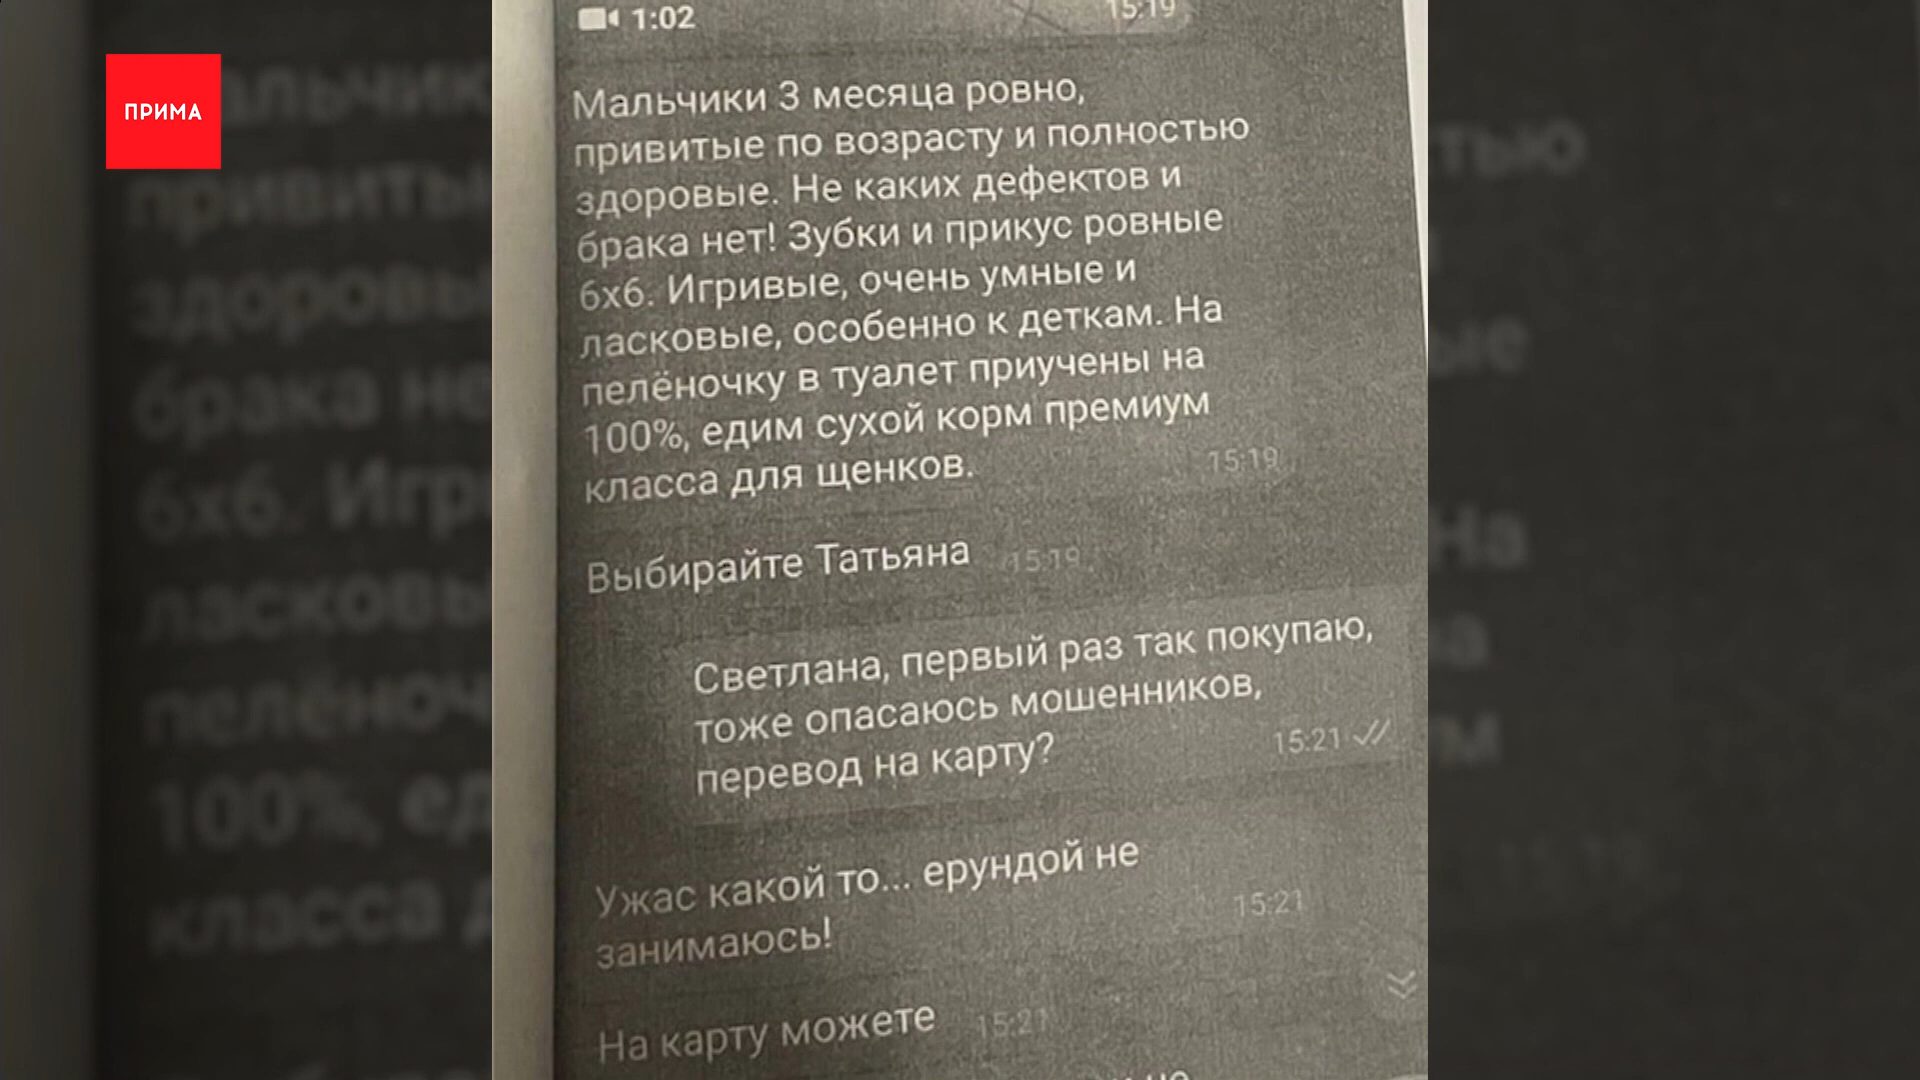 ПРИМА
1:02
15:19
Мальчики 3 месяца ровно,
привитые по возрасту и полностью
здоровые. Не каких дефектов и
брака нет! Зубки и прикус ровные
6х6. Игривые, очень умные и
ласковые, особенно к деткам. На
пелёночку в туалет приучены на
100%, едим сухой корм премиум
класса для щенков.
15:19
Выбирайте Татьяна
15:19
Светлана, первый раз так покупаю,
тоже опасаюсь мошенников,
перевод на карту?
15:21
Ужас какой то... ерундой не
занимаюсь!
15:21
На карту можете
15:21